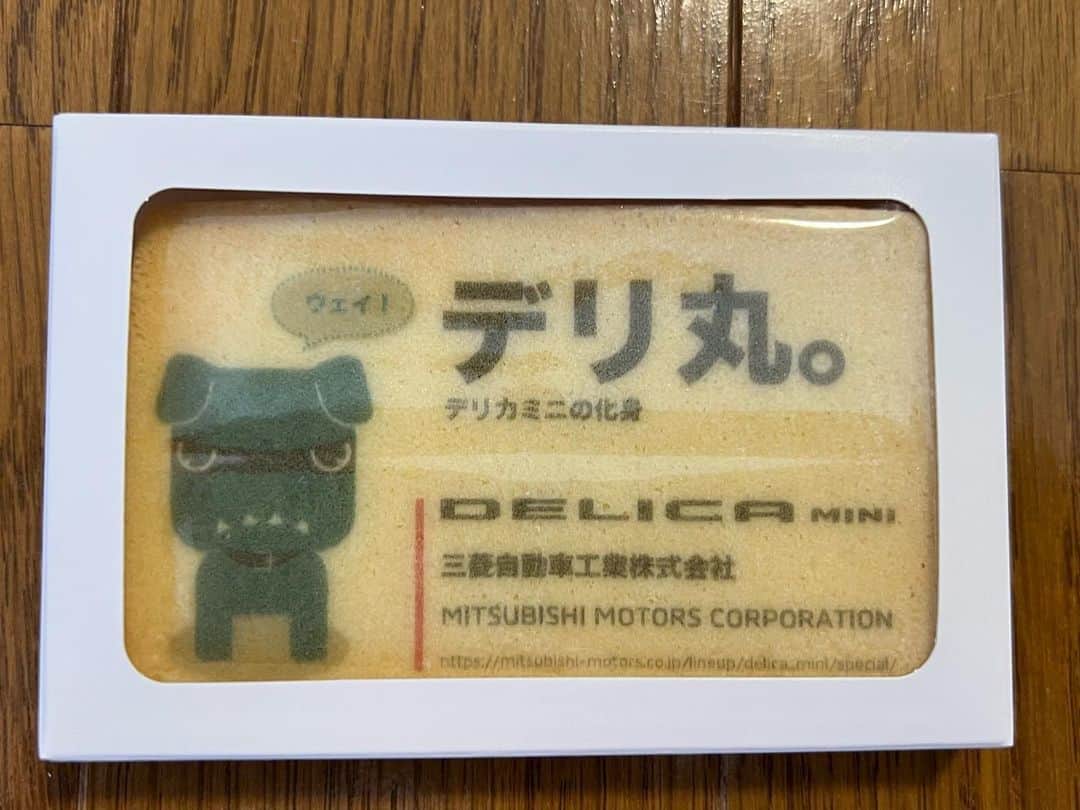 ウェイ!
デリ丸。
デリカミニの化身
DELICA MINI
三菱自動車工業株式会社
MITSUBISHI MOTORS CORPORATION
https://mitsubishi-motors.co.jp/lineup/delica_mini/special/